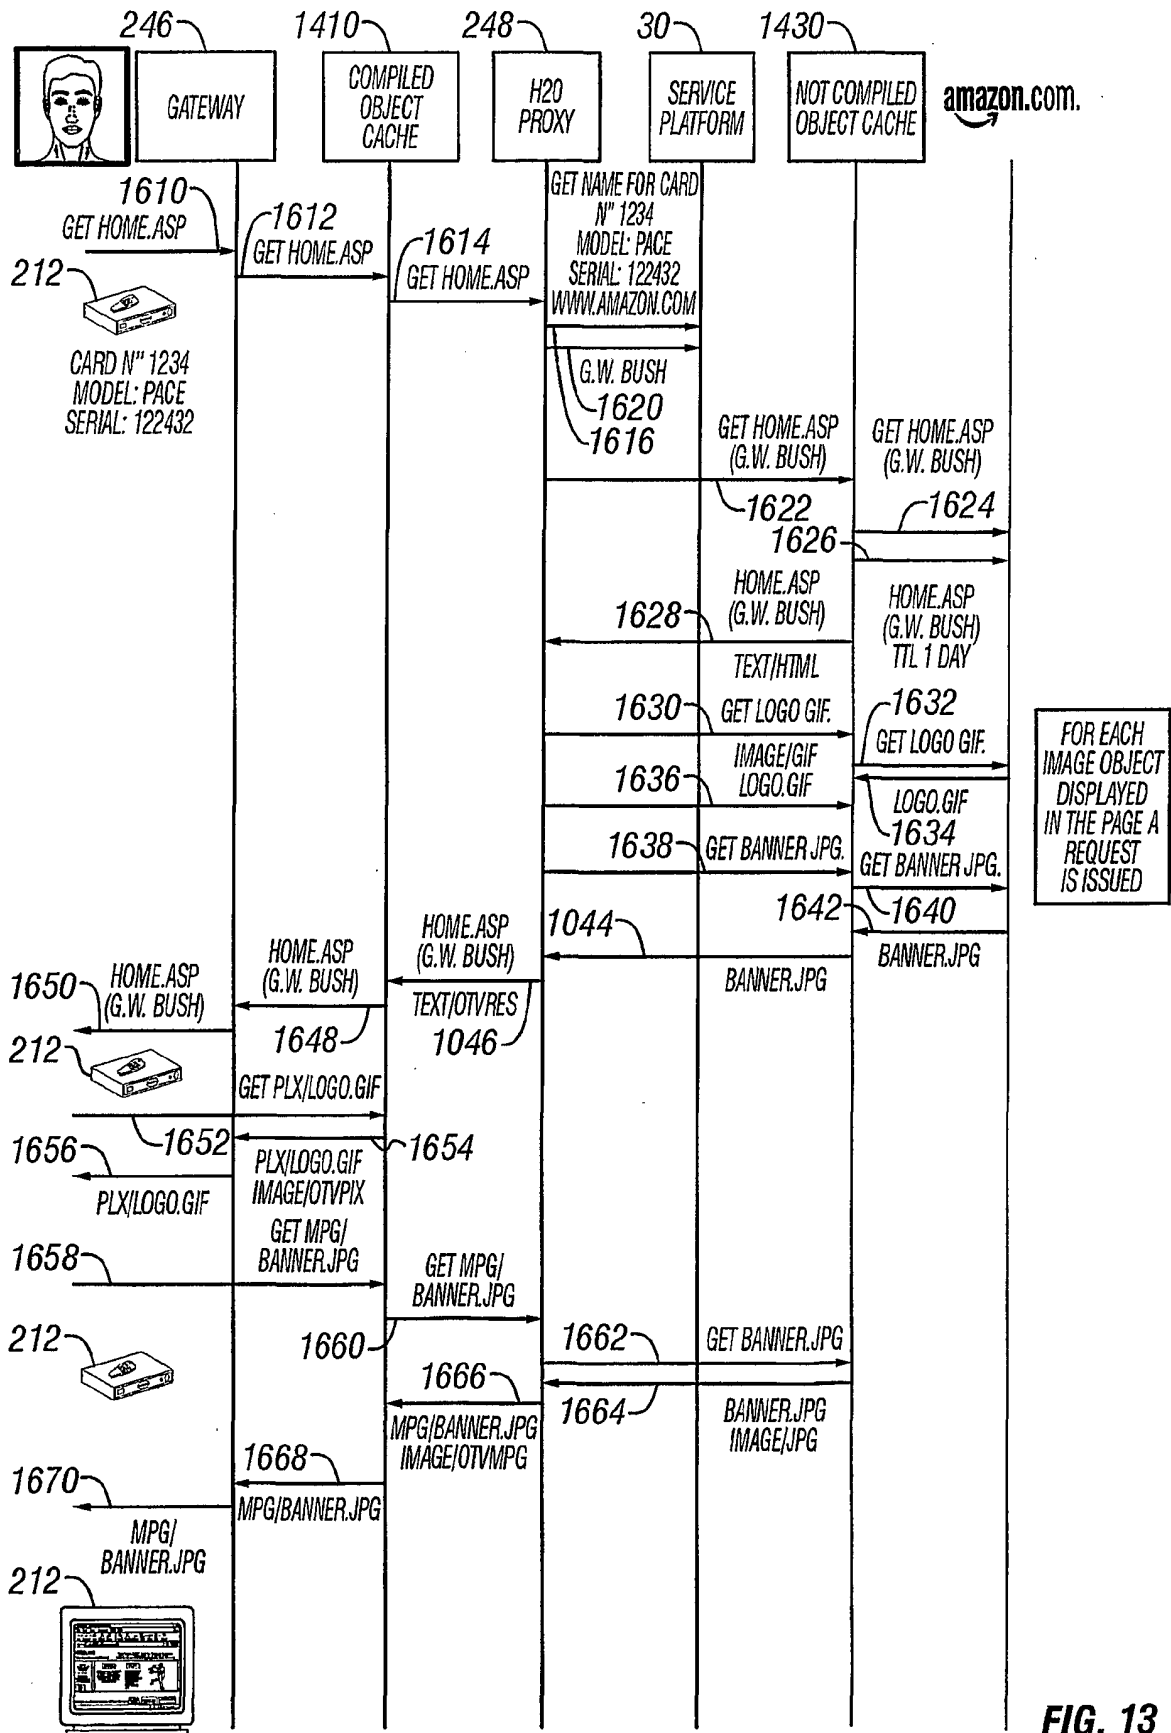 246
1410
248
30
1430
GATEWAY
COMPILED
OBJECT
CACHE
H20
PROXY
SERVICE
PLATFORM
NOT COMPILED
OBJECT CACHE
amazon.com.
1610
GET HOME.ASP
1612
GET HOME.ASP
1614
GET HOME.ASP
GET NAME FOR CARD
N" 1234
MODEL: PACE
SERIAL: 122432
WWW.AMAZON.COM
212
CARD N" 1234
MODEL: PACE
SERIAL: 122432
G.W. BUSH
1620
1616
GET HOME.ASP
(G.W. BUSH)
1622
GET HOME.ASP
(G.W. BUSH)
1624
1626
HOME.ASP
(G.W. BUSH)
1628
TEXT/HTML
HOME.ASP
(G.W. BUSH)
TTL 1 DAY
1630
GET LOGO GIF.
1632
GET LOGO GIF.
IMAGE/GIF
LOGO.GIF
1636
LOGO.GIF
1634
1638
GET BANNER JPG.
GET BANNER JPG.
1640
1642
BANNER.JPG
FOR EACH
IMAGE OBJECT
DISPLAYED
IN THE PAGE A
REQUEST
IS ISSUED
1044
BANNER.JPG
HOME.ASP
(G.W. BUSH)
TEXT/OTVRES
1046
HOME.ASP
(G.W. BUSH)
1648
1650
HOME.ASP
(G.W. BUSH)
212
GET PLX/LOGO.GIF
1652
1654
1656
PLX/LOGO.GIF
IMAGE/OTVPIX
PLX/LOGO.GIF
GET MPG/
BANNER.JPG
1658
GET MPG/
BANNER.JPG
1660
212
1662
GET BANNER.JPG
1666
1664
BANNER.JPG
IMAGE/JPG
MPG/BANNER.JPG
IMAGE/OTVMPG
1668
MPG/BANNER.JPG
1670
MPG/
BANNER.JPG
212
FIG. 13